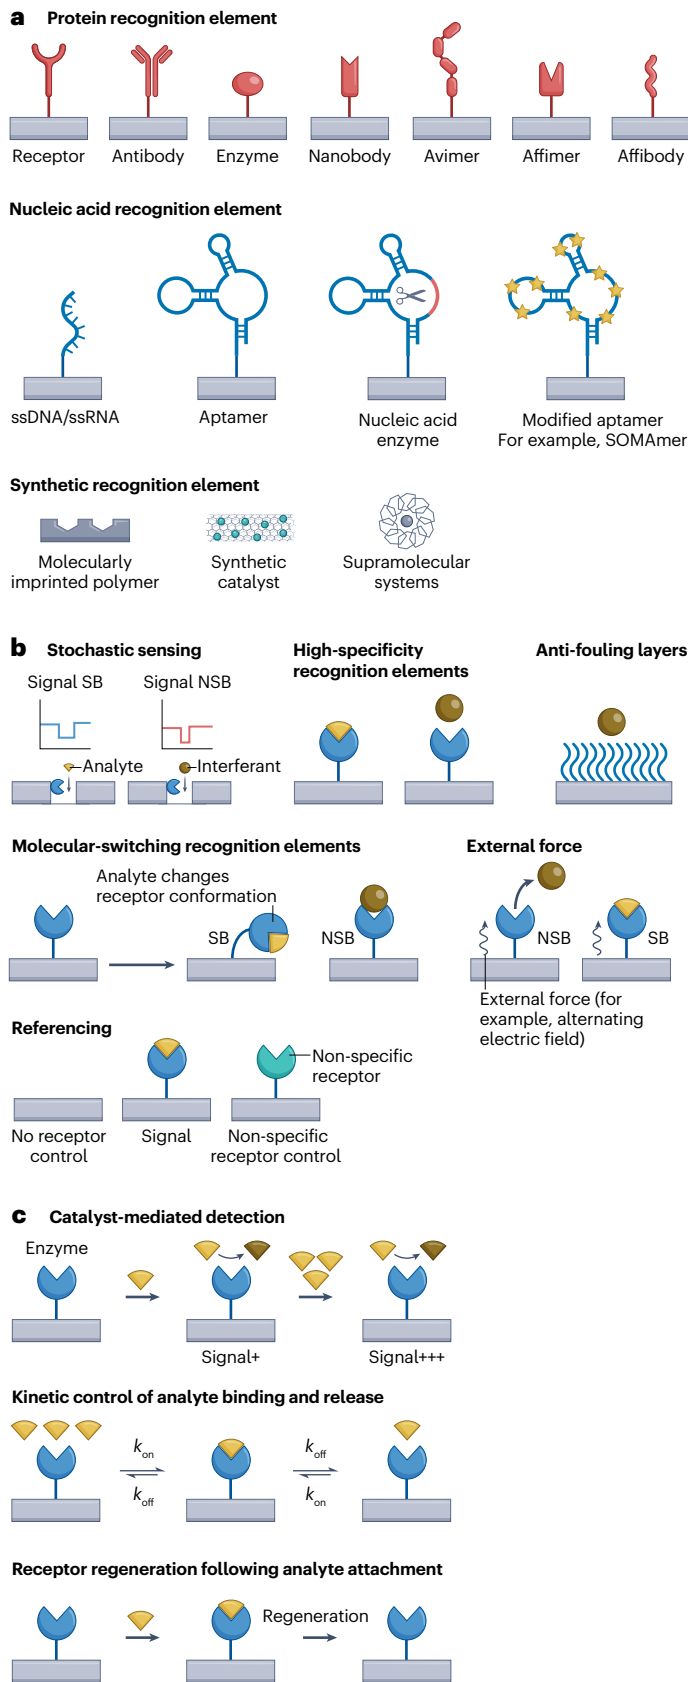 a Protein recognition element
Receptor Antibody Enzyme Nanobody Avimer Affimer Affibody
Nucleic acid recognition element
ssDNA/ssRNA
Aptamer
Nucleic acid
enzyme
Modified aptamer
For example, SOMAmer
Synthetic recognition element
Molecularly
imprinted polymer
Synthetic
catalyst
Supramolecular
systems
b Stochastic sensing
Signal SB
Signal NSB
Analyte
Interferant
High-specificity
recognition elements
Anti-fouling layers
Molecular-switching recognition elements
Analyte changes
receptor conformation
SB
NSB
External force
NSB
SB
External force (for
example, alternating
electric field)
Referencing
Non-specific
receptor
No receptor
control
Signal
Non-specific
receptor control
c Catalyst-mediated detection
Enzyme
Signal+
Signal+++
Kinetic control of analyte binding and release
kon
koff
koff
kon
Receptor regeneration following analyte attachment
Regeneration